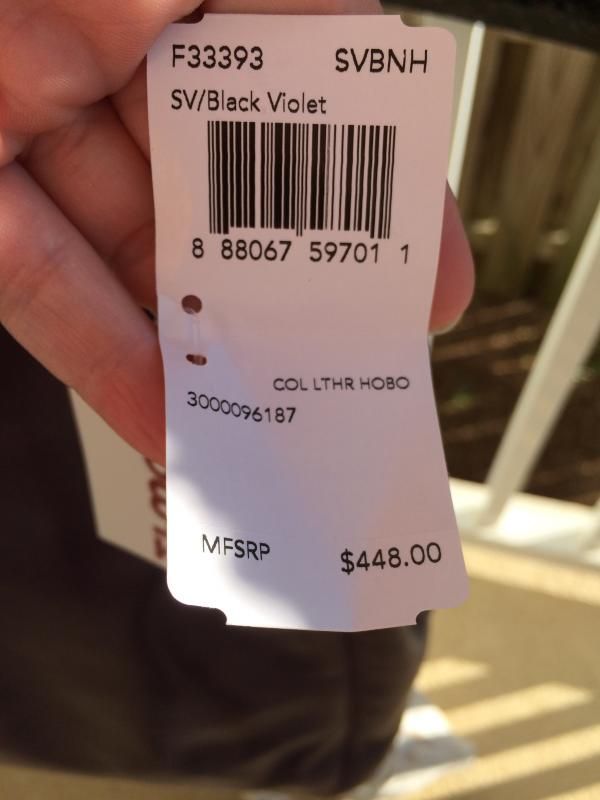 F33393 SVBNH
SV/Black Violet
8 88067 59701 1
COL LTHR HOBO
3000096187
MFSRP $448.00